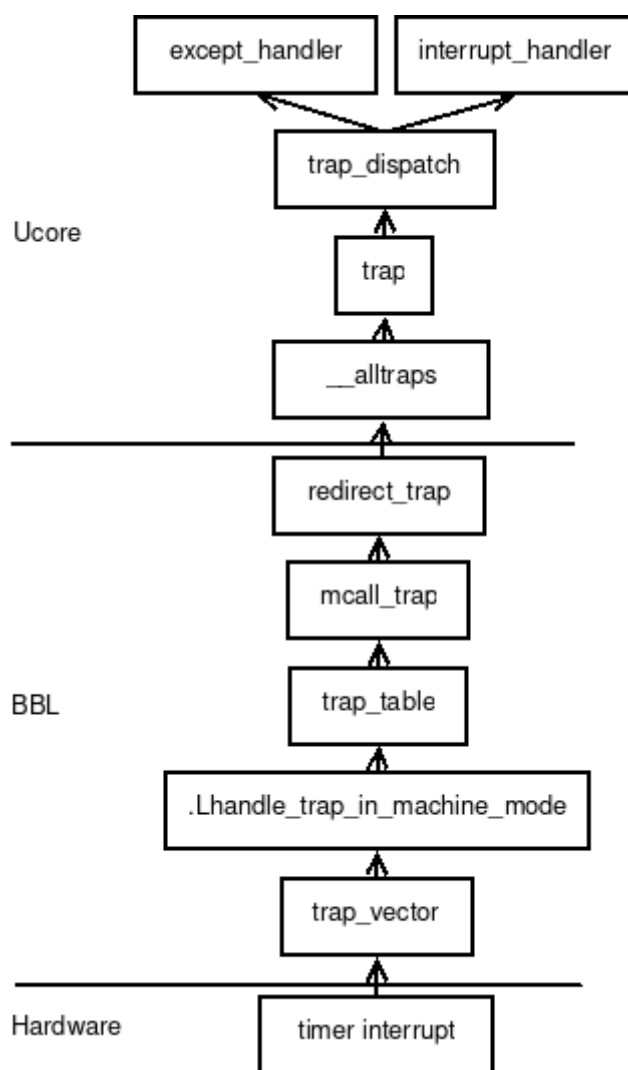 except_handler interrupt_handler
trap_dispatch
Ucore
trap
__alltraps
redirect_trap
mcall_trap
BBL
trap_table
.Lhandle_trap_in_machine_mode
trap_vector
Hardware
timer interrupt